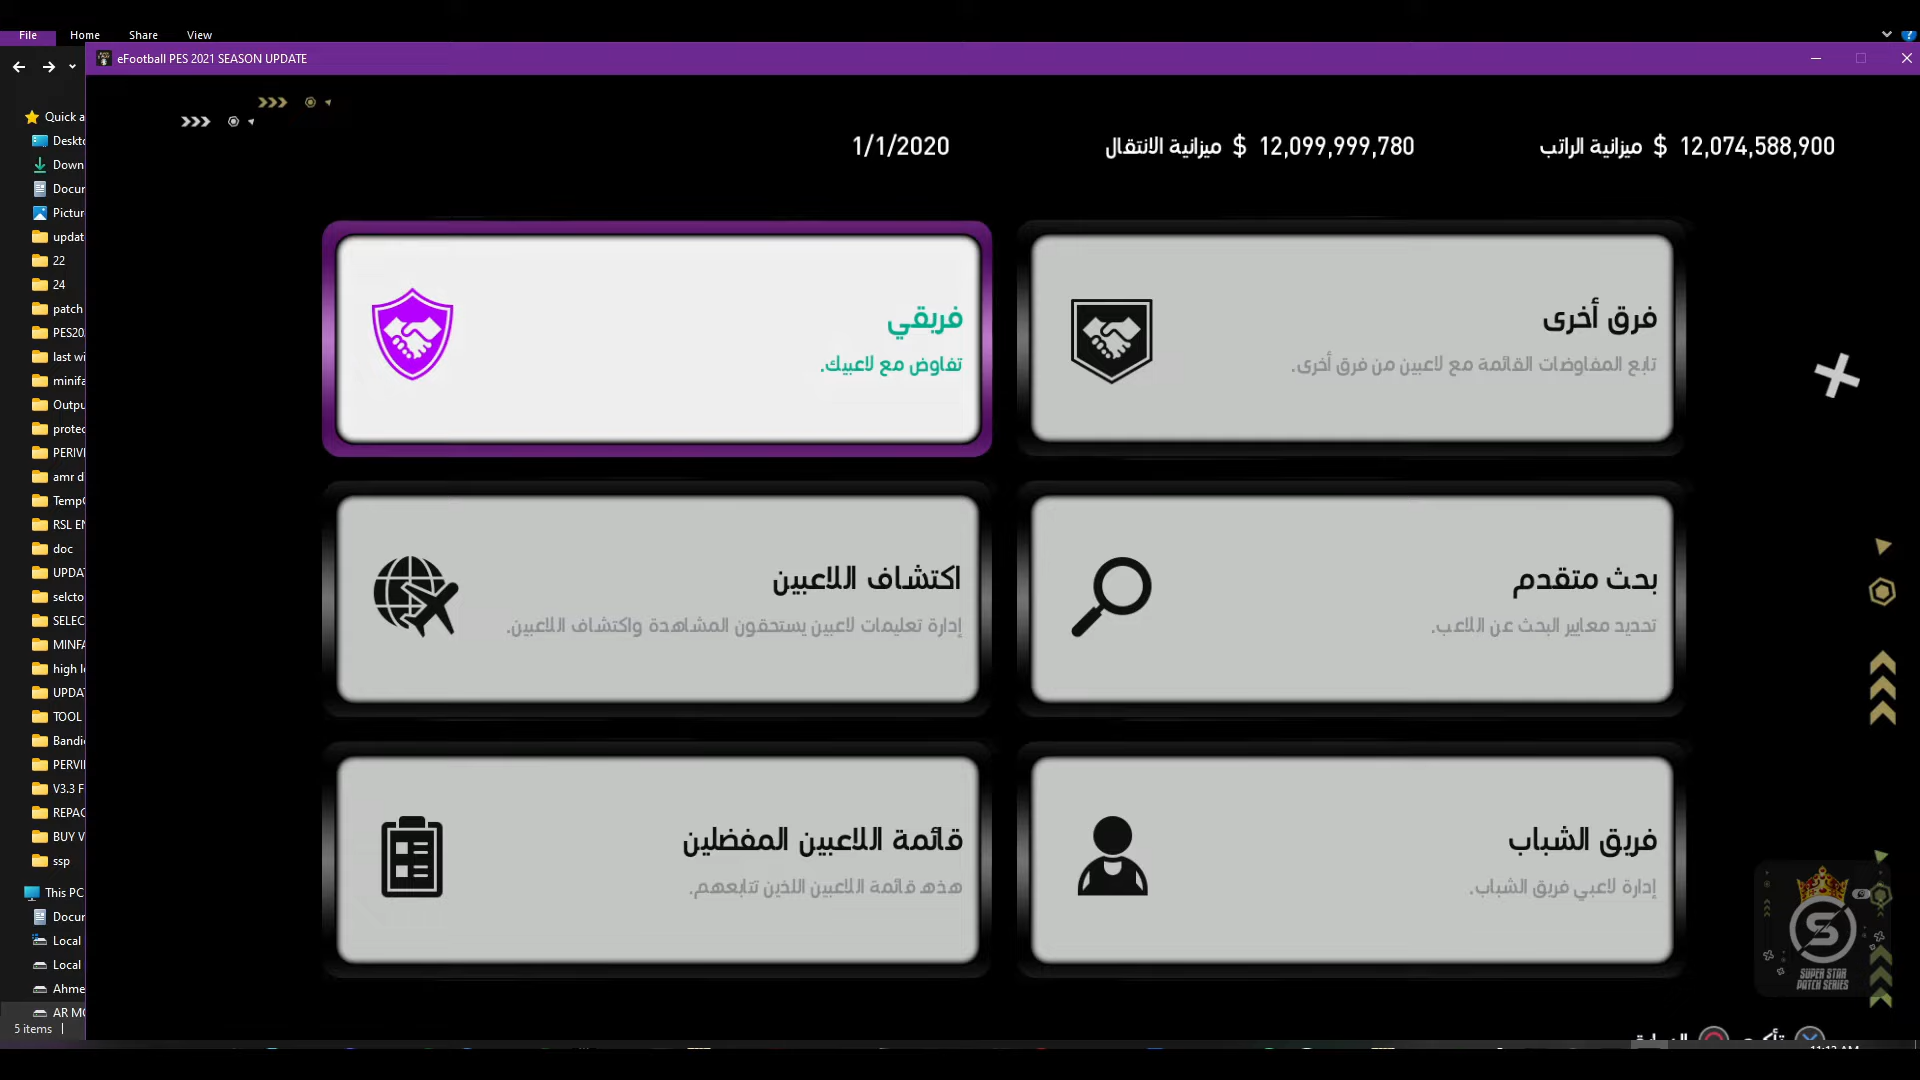 File Home Share View
eFootball PES 2021 SEASON UPDATE
Quick a
Deskto
Down
Docur
Pictur
updat
22
24
patch
PES20
last wi
minifa
Outpu
protec
PERIVI
amr d
Temp
RSL EN
doc
UPDA
selcto
SELEC
MINFA
high l
UPDA
TOOL
Bandi
PERVI
V3.3 F
REPAC
BUY V
ssp
This PC
Docur
Local
Local
Ahme
AR MO
5 items
1/1/2020
ميزانية الانتقال $ 12,099,999,780
ميزانية الراتب $ 12,074,588,900
فرق أخرى
تابع المفاوضات القائمة مع لاعبين من فرق أخرى.
فريقي
تفاوض مع لاعبيك.
بحث متقدم
تحديد معايير البحث عن اللاعب.
اكتشاف اللاعبين
إدارة تعليمات لاعبين يستحقون المشاهدة واكتشاف اللاعبين.
فريق الشباب
إدارة لاعبي فريق الشباب.
قائمة اللاعبين المفضلين
هذه قائمة اللاعبين اللذين تتابعهم.
SUPER STAR
PATCH SERIES